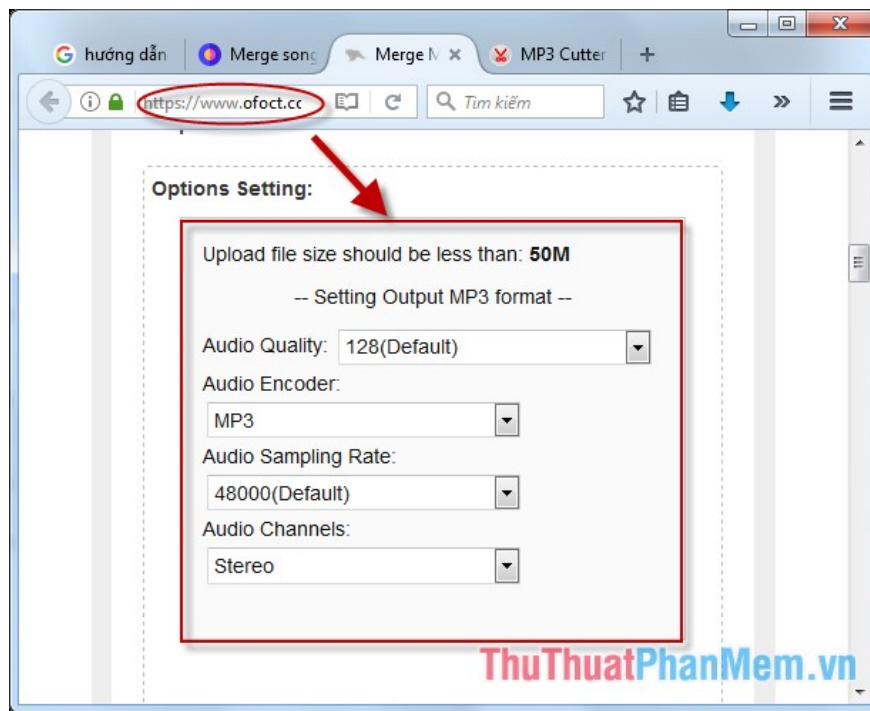 hướng dẫn
Merge song
Merge M
MP3 Cutter
https://www.ofoct.cc
Tìm kiếm
Options Setting:
Upload file size should be less than: 50M
-- Setting Output MP3 format --
Audio Quality: 128(Default)
Audio Encoder:
MP3
Audio Sampling Rate:
48000(Default)
Audio Channels:
Stereo
ThuThuatPhanMem.vn